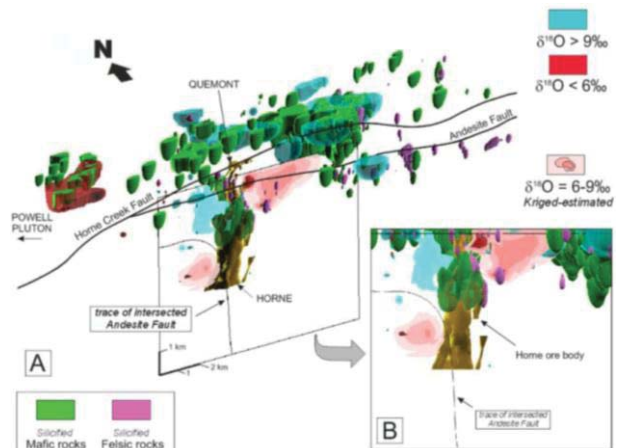 N
QUEMONT
δ¹⁸O > 9‰
δ¹⁸O < 6‰
Andesite Fault
δ¹⁸O = 6-9‰
Kriged-estimated
Horne Creek Fault
POWELL
PLUTON
HORNE
trace of intersected
Andesite Fault
1 km
2 km
1
A
Horne ore body
trace of intersected
Andesite Fault
B
Silicified
Mafic rocks
Silicified
Felsic rocks